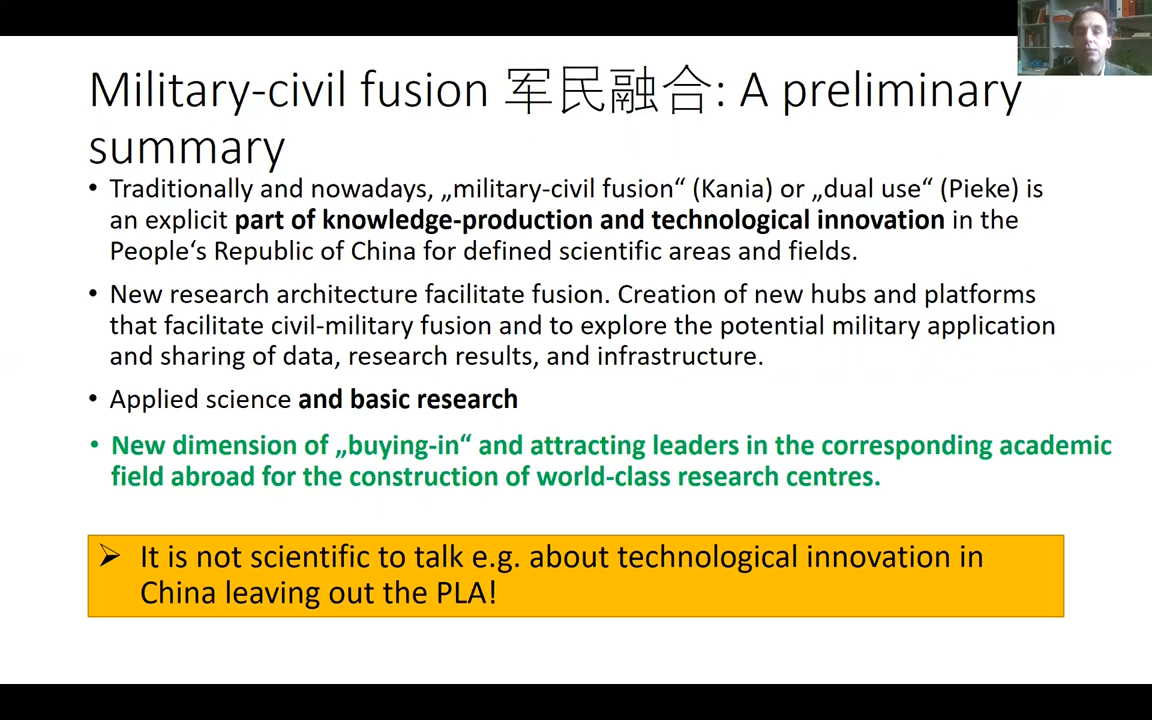 Military-civil fusion 军民融合: A preliminary
summary
• Traditionally and nowadays, „military-civil fusion“ (Kania) or „dual use“ (Pieke) is
an explicit part of knowledge-production and technological innovation in the
People‘s Republic of China for defined scientific areas and fields.
• New research architecture facilitate fusion. Creation of new hubs and platforms
that facilitate civil-military fusion and to explore the potential military application
and sharing of data, research results, and infrastructure.
• Applied science and basic research
• New dimension of „buying-in“ and attracting leaders in the corresponding academic
field abroad for the construction of world-class research centres.
➢ It is not scientific to talk e.g. about technological innovation in
China leaving out the PLA!